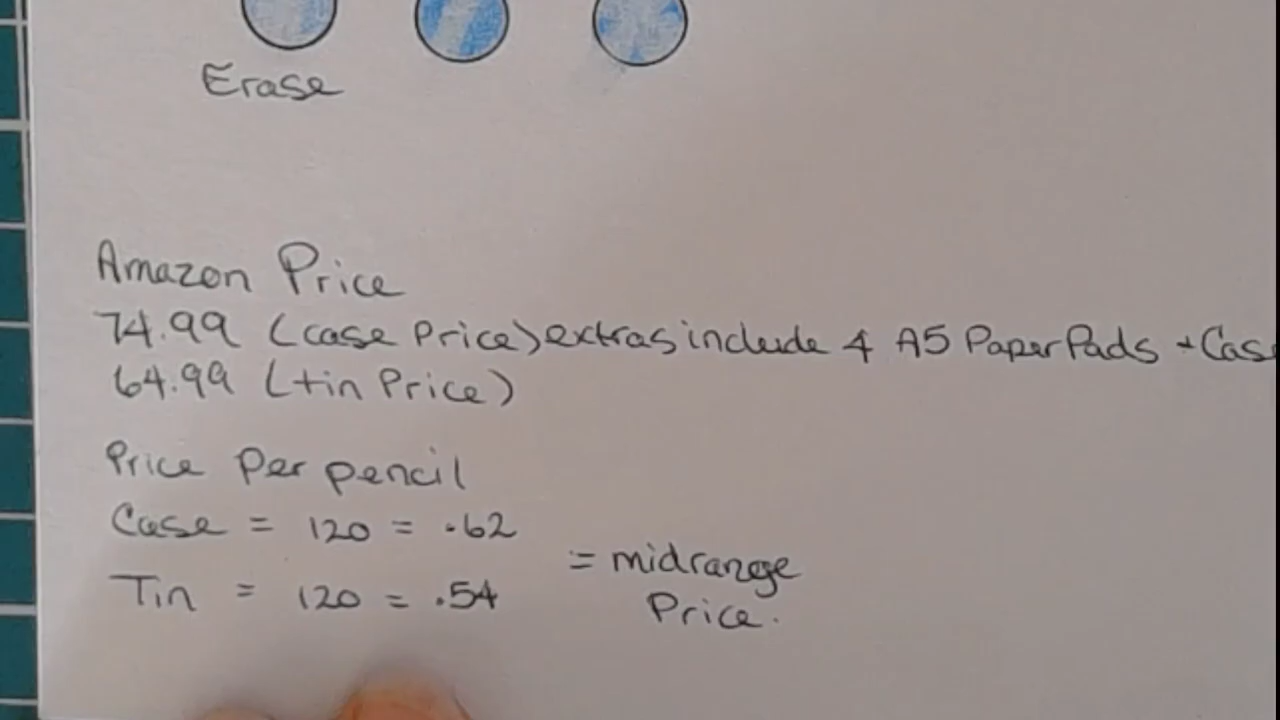 Erase
Amazon Price
74.99 (case Price) extras include 4 A5 Paper Pads + Cas
64.99 (tin Price)
Price Per pencil
Case = 120 = .62
Tin = 120 = .54
= midrange
Price.